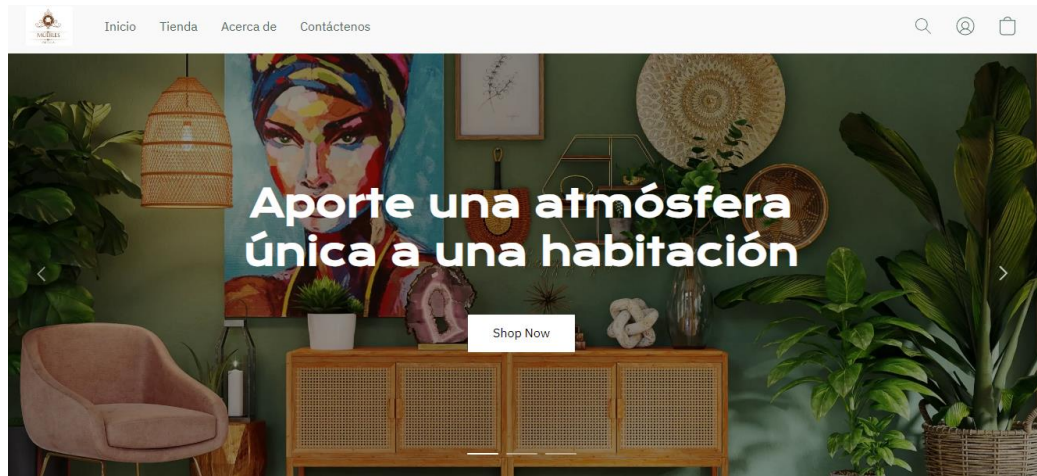 Inicio
Tienda
Acerca de
Contáctenos
Aporte una atmósfera
única a una habitación
Shop Now